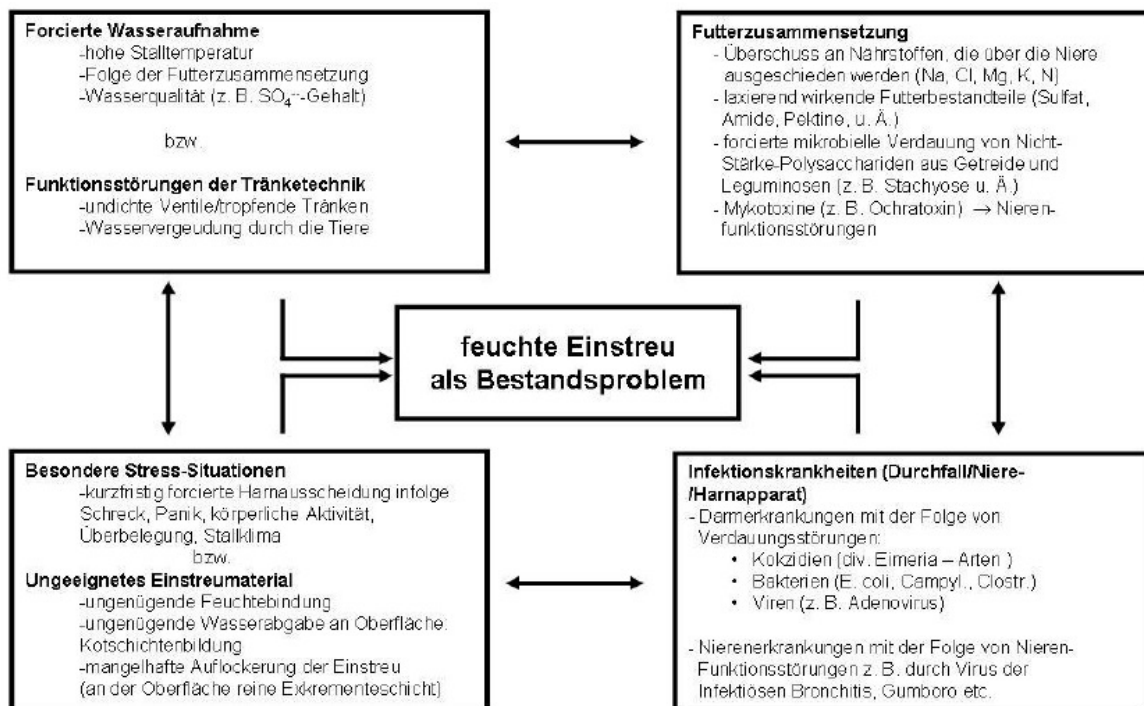 Forcierte Wasseraufnahme
-hohe Stalltemperatur
-Folge der Futterzusammensetzung
-Wasserqualität (z. B. SO₄⁻⁻-Gehalt)
bzw.
Funktionsstörungen der Tränketechnik
-undichte Ventile/tropfende Tränken
-Wasservergeudung durch die Tiere
Futterzusammensetzung
- Überschuss an Nährstoffen, die über die Niere
ausgeschieden werden (Na, Cl, Mg, K, N)
- laxierend wirkende Futterbestandteile (Sulfat,
Amide, Pektine, u. Ä.)
- forcierte mikrobielle Verdauung von Nicht-
Stärke-Polysacchariden aus Getreide und
Leguminosen (z. B. Stachyose u. Ä.)
- Mykotoxine (z. B. Ochratoxin) → Nieren-
funktionsstörungen
feuchte Einstreu
als Bestandsproblem
Besondere Stress-Situationen
-kurzfristig forcierte Harnausscheidung infolge
Schreck, Panik, körperliche Aktivität,
Überbelegung, Stallklima
bzw.
Ungeeignetes Einstreumaterial
-ungenügende Feuchtebindung
-ungenügende Wasserabgabe an Oberfläche:
Kotschichtenbildung
-mangelhafte Auflockerung der Einstreu
(an der Oberfläche reine Exkrementeschicht)
Infektionskrankheiten (Durchfall/Niere-
/Harnapparat)
- Darmerkrankungen mit der Folge von
Verdauungsstörungen:
• Kokzidien (div. Eimeria – Arten )
• Bakterien (E. coli, Campyl., Clostr.)
• Viren (z. B. Adenovirus)
- Nierenerkrankungen mit der Folge von Nieren-
Funktionsstörungen z. B. durch Virus der
Infektiösen Bronchitis, Gumboro etc.